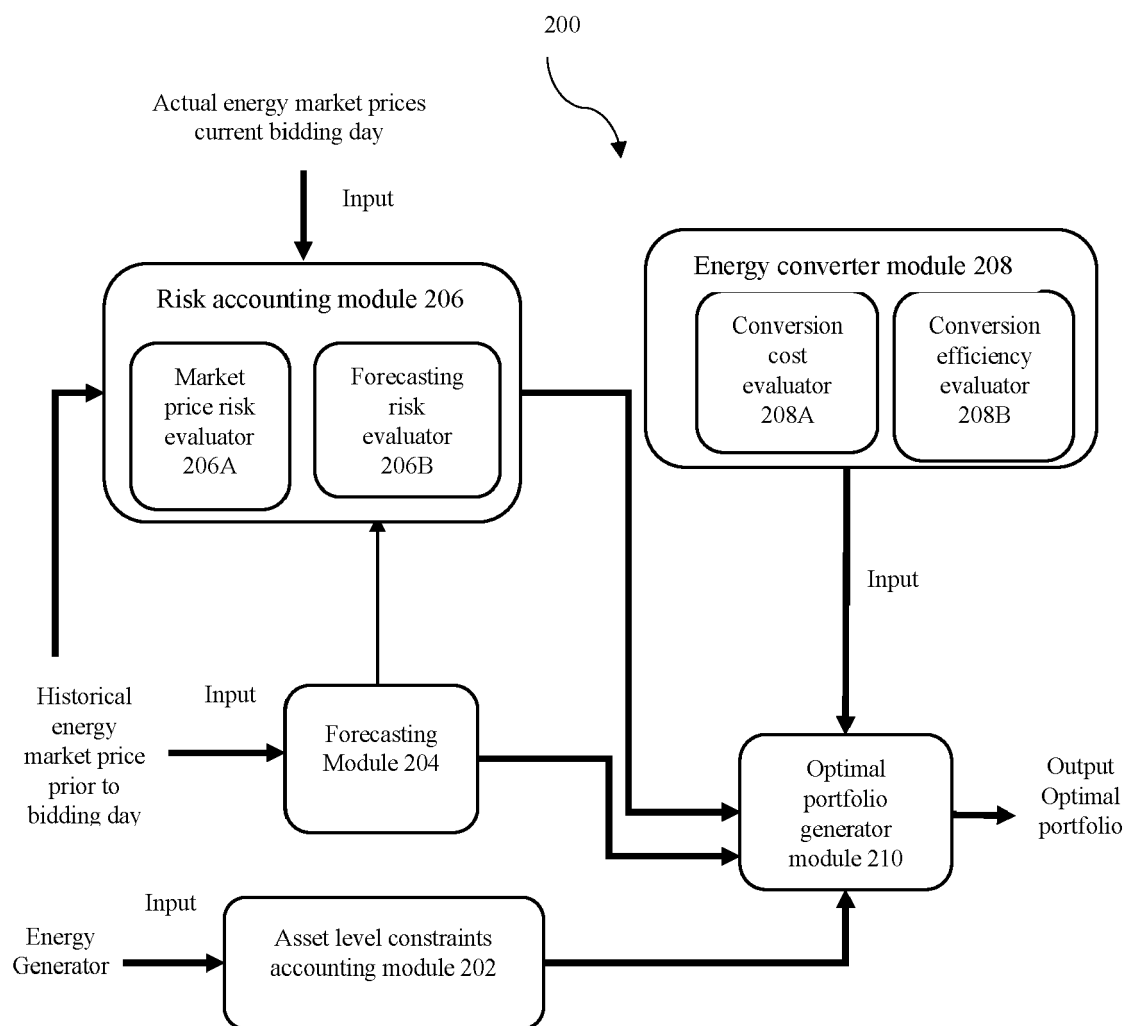 200
Actual energy market prices
current bidding day
Input
Risk accounting module 206
Market
price risk
evaluator
206A
Forecasting
risk
evaluator
206B
Energy converter module 208
Conversion
cost
evaluator
208A
Conversion
efficiency
evaluator
208B
Input
Historical
energy
market price
prior to
bidding day
Input
Forecasting
Module 204
Optimal
portfolio
generator
module 210
Output
Optimal
portfolio
Energy
Generator
Input
Asset level constraints
accounting module 202